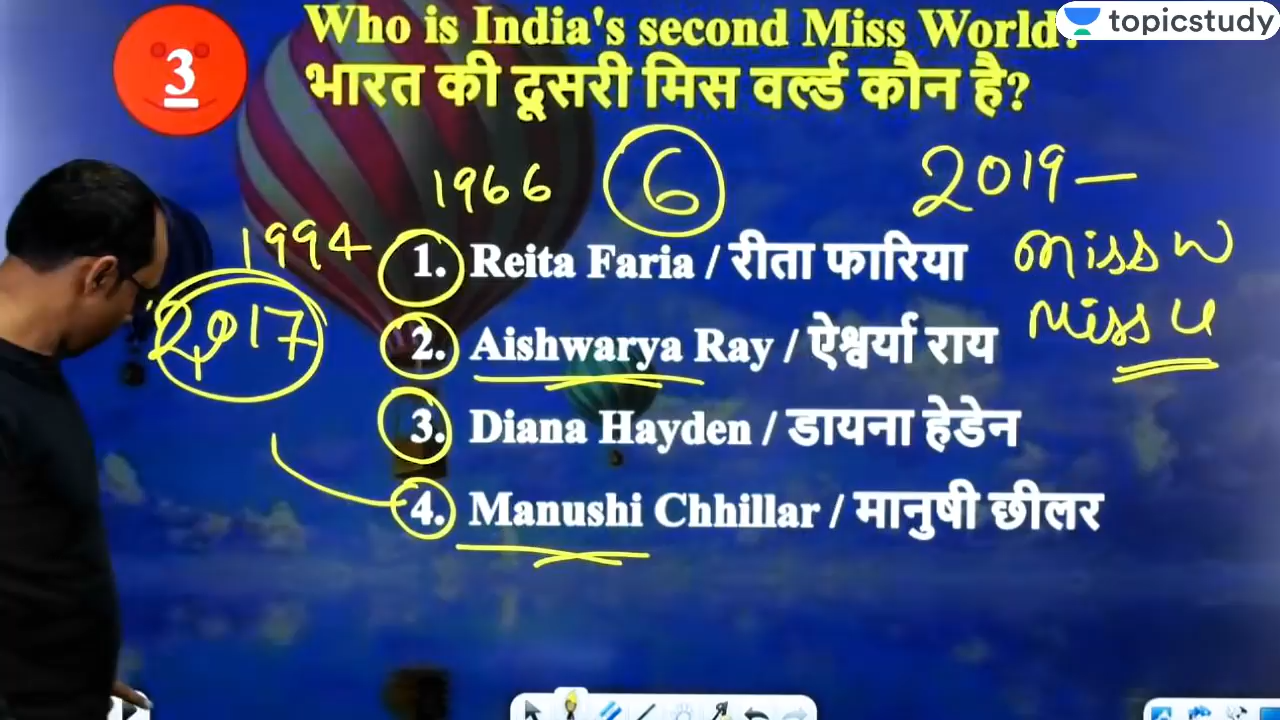 topicstudy
3
Who is India's second Miss World?
भारत की दूसरी मिस वर्ल्ड कौन है?
1966
6
2019 —
1994
1. Reita Faria / रीता फारिया
Miss W
2017
2. Aishwarya Ray / ऐश्वर्या राय
Miss U
3. Diana Hayden / डायना हेडेन
4. Manushi Chhillar / मानुषी छीलर